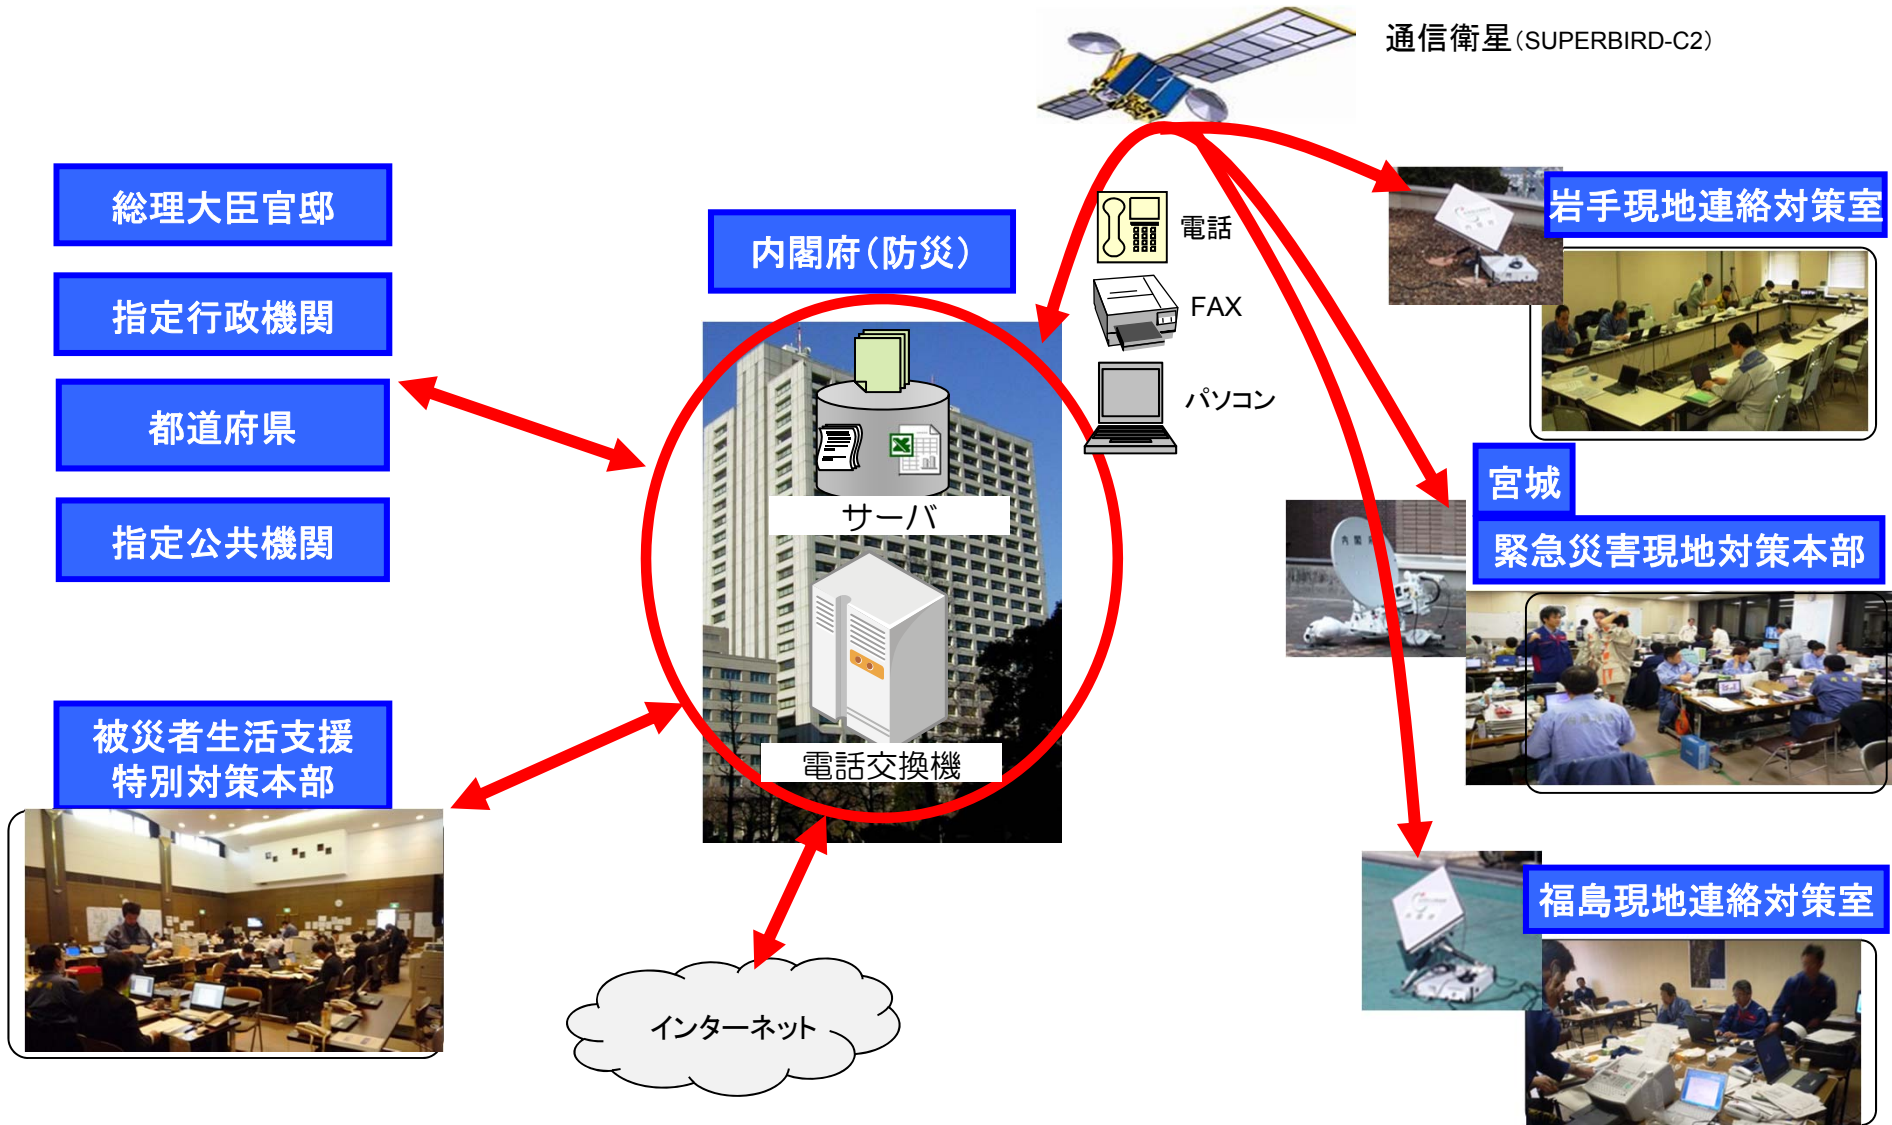 通信衛星(SUPERBIRD-C2)
総理大臣官邸
指定行政機関
都道府県
指定公共機関
内閣府(防災)
電話
FAX
パソコン
サーバ
電話交換機
岩手現地連絡対策室
宮城
緊急災害現地対策本部
内閣府
福島現地連絡対策室
被災者生活支援
特別対策本部
インターネット